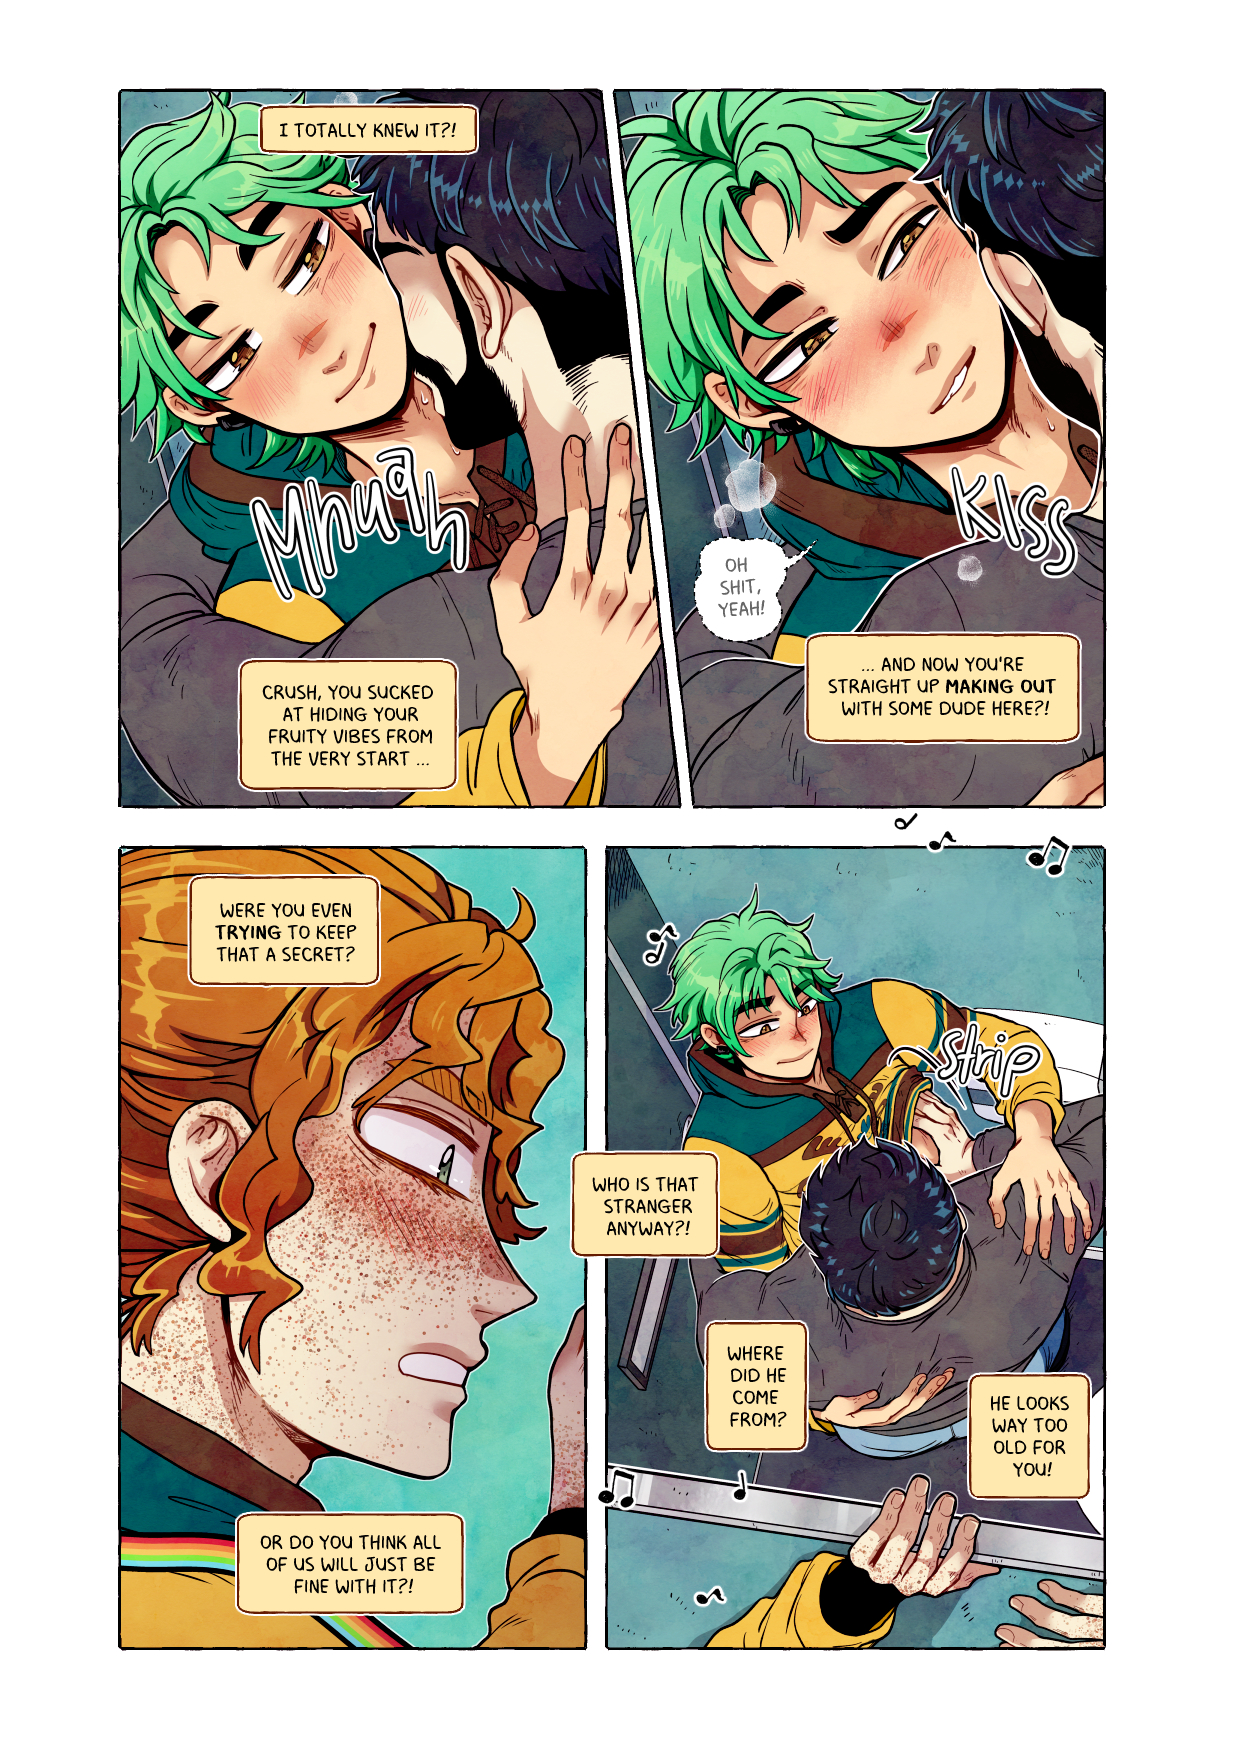 I TOTALLY KNEW IT?!
Mhuah
CRUSH, YOU SUCKED
AT HIDING YOUR
FRUITY VIBES FROM
THE VERY START ...
KISS
OH
SHIT,
YEAH!
... AND NOW YOU'RE
STRAIGHT UP MAKING OUT
WITH SOME DUDE HERE?!
WERE YOU EVEN
TRYING TO KEEP
THAT A SECRET?
OR DO YOU THINK ALL
OF US WILL JUST BE
FINE WITH IT?!
strip
WHO IS THAT
STRANGER
ANYWAY?!
WHERE
DID HE
COME
FROM?
HE LOOKS
WAY TOO
OLD FOR
YOU!